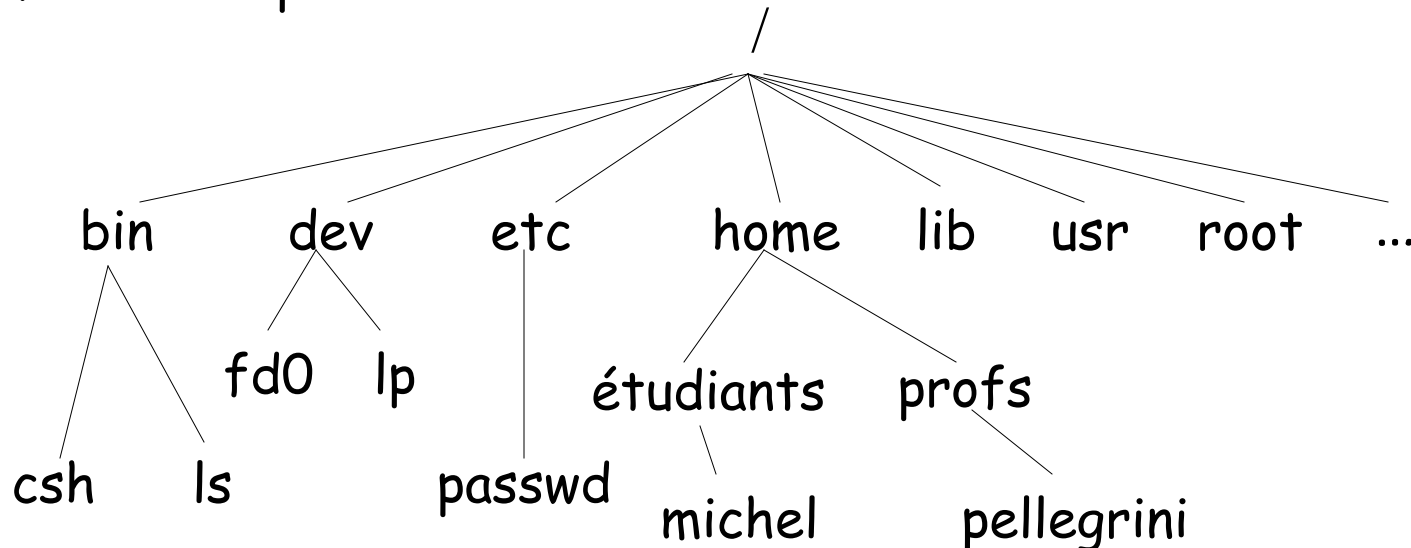 /
bin dev etc home lib usr root ...
fd0 lp étudiants profs
csh ls passwd michel pellegrini